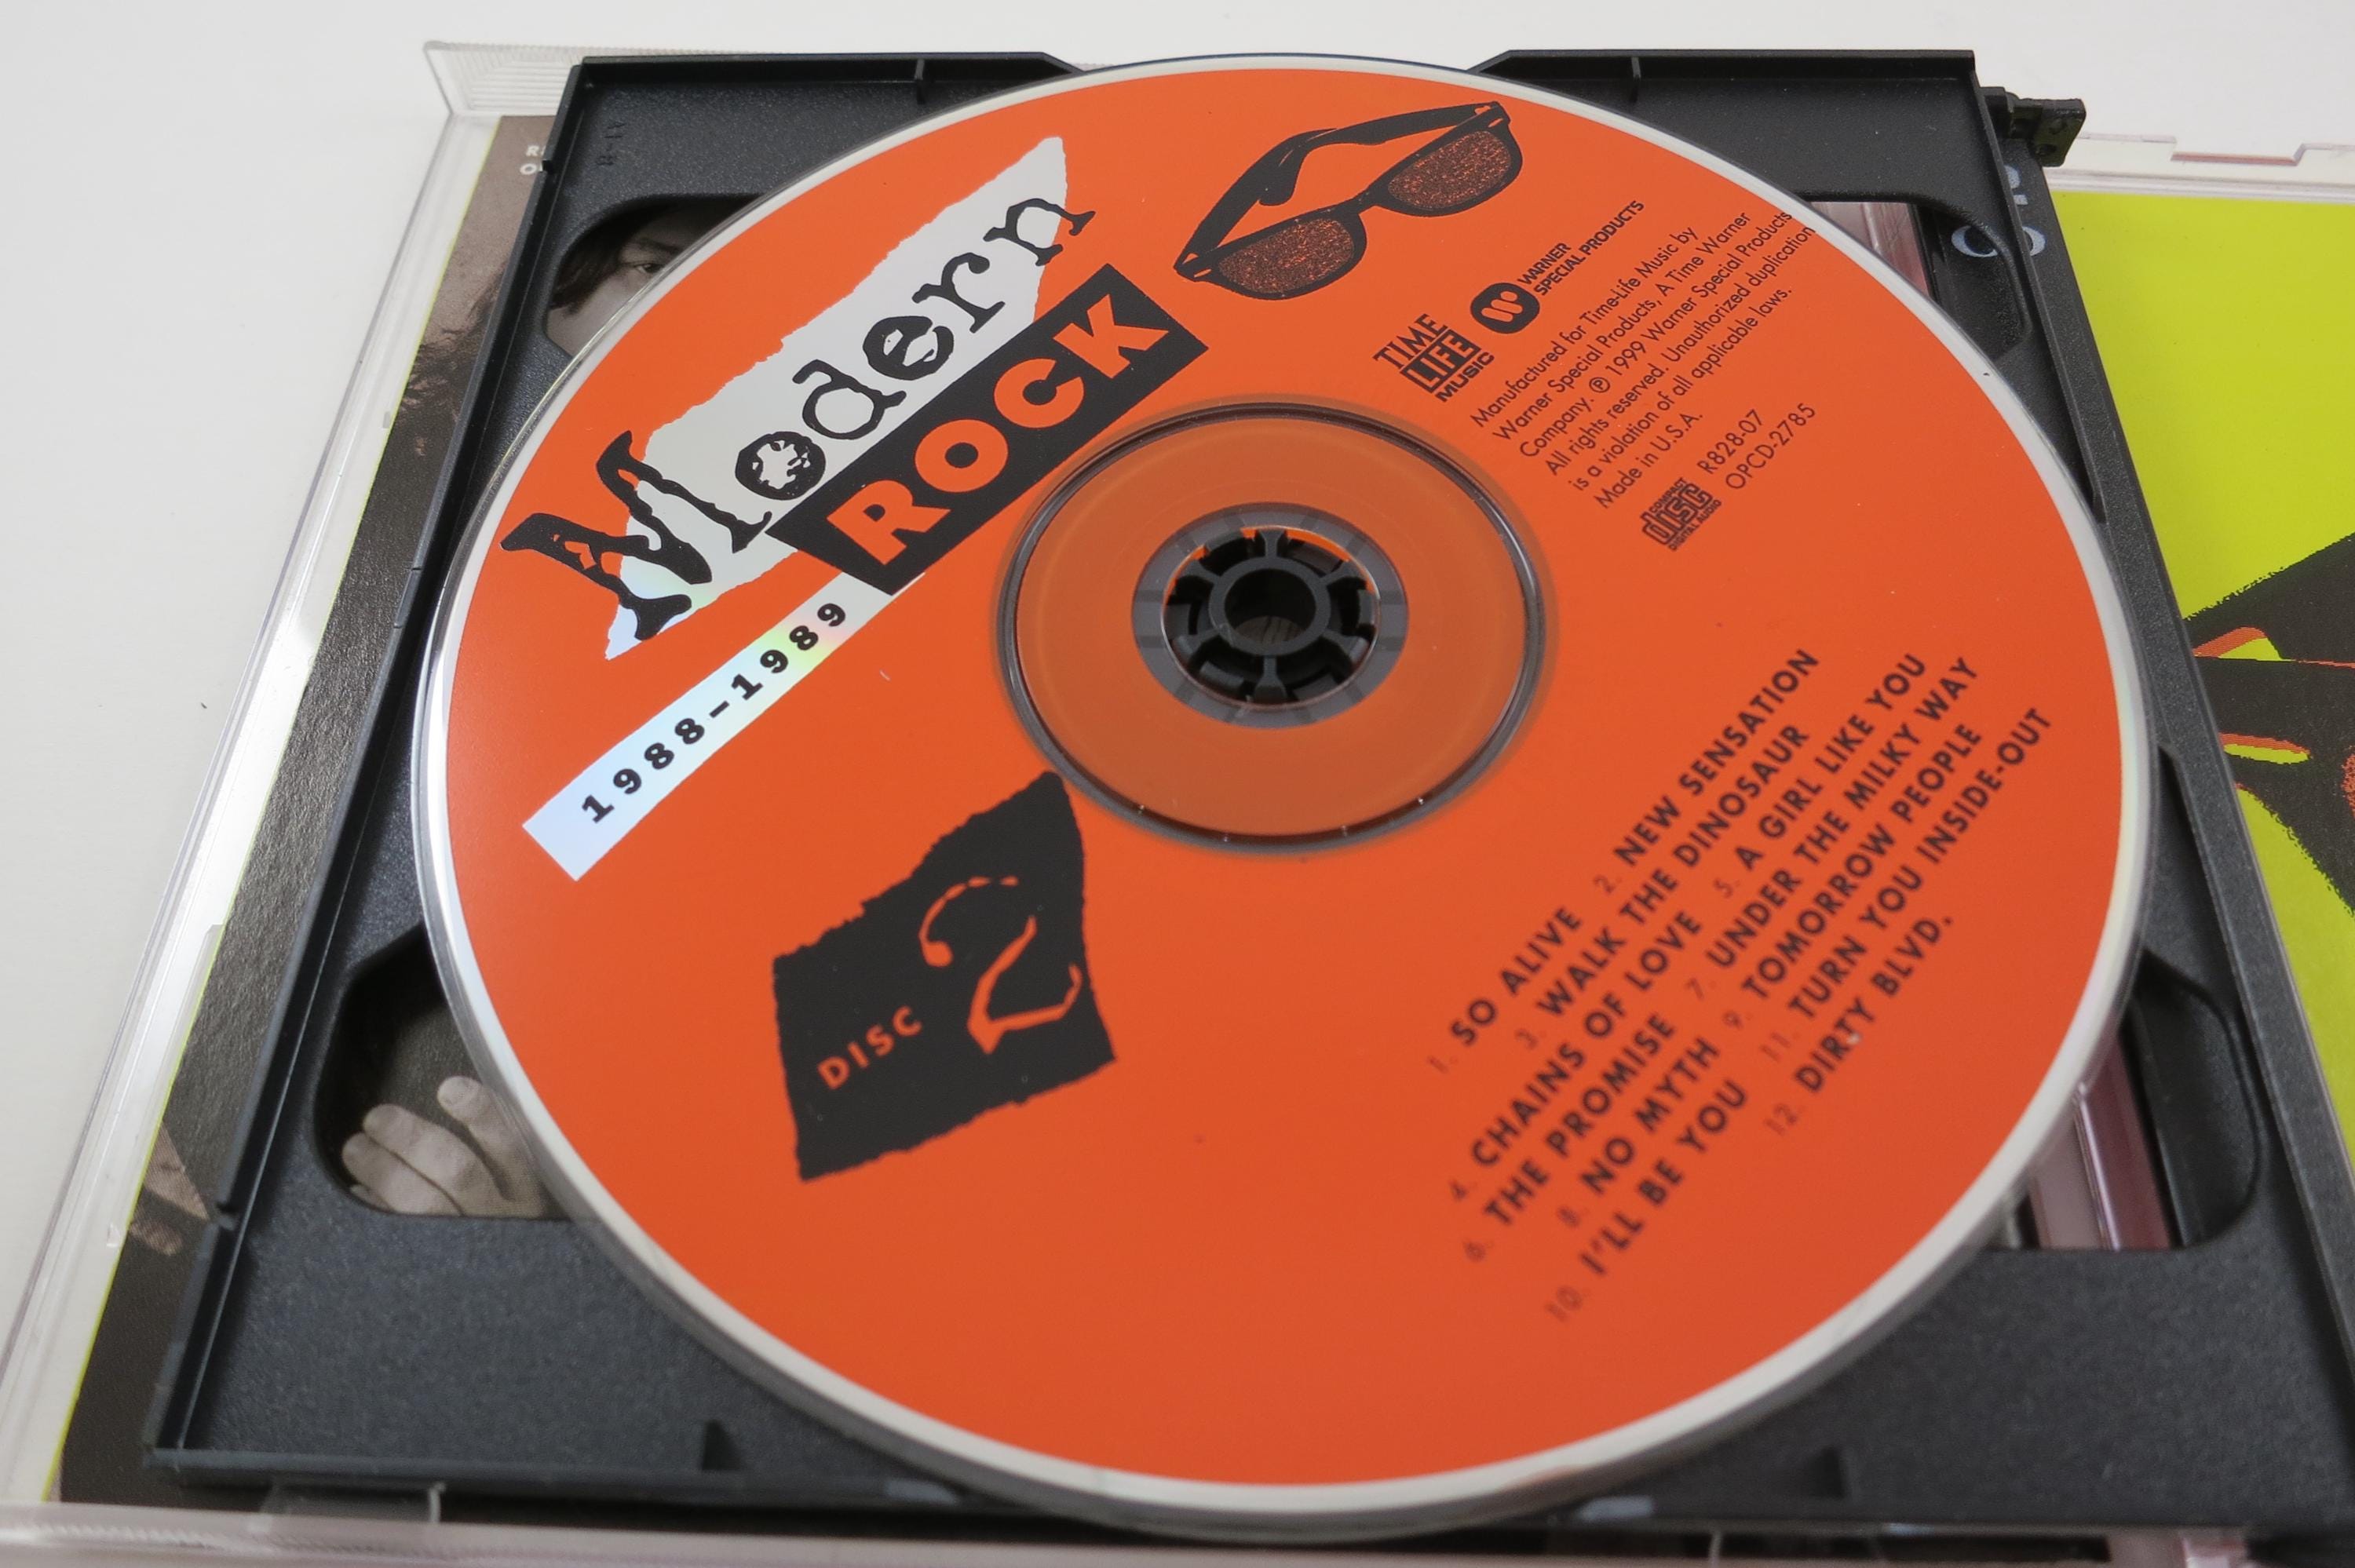 Modern
ROCK
1988-1989
DISC 2
TIME
LIFE
MUSIC
WARNER
SPECIAL PRODUCTS
Manufactured for Time-Life Music by
Warner Special Products, A Time Warner
Company. ℗ 1999 Warner Special Products
All rights reserved. Unauthorized duplication
is a violation of all applicable laws.
Made in U.S.A.
COMPACT
disc
DIGITAL AUDIO
R828-07
OPCD-2785
1. SO ALIVE 2. NEW SENSATION
3. WALK THE DINOSAUR
4. CHAINS OF LOVE 5. A GIRL LIKE YOU
6. THE PROMISE 7. UNDER THE MILKY WAY
8. NO MYTH 9. TOMORROW PEOPLE
10. I'LL BE YOU 11. TURN YOU INSIDE-OUT
12. DIRTY BLVD.